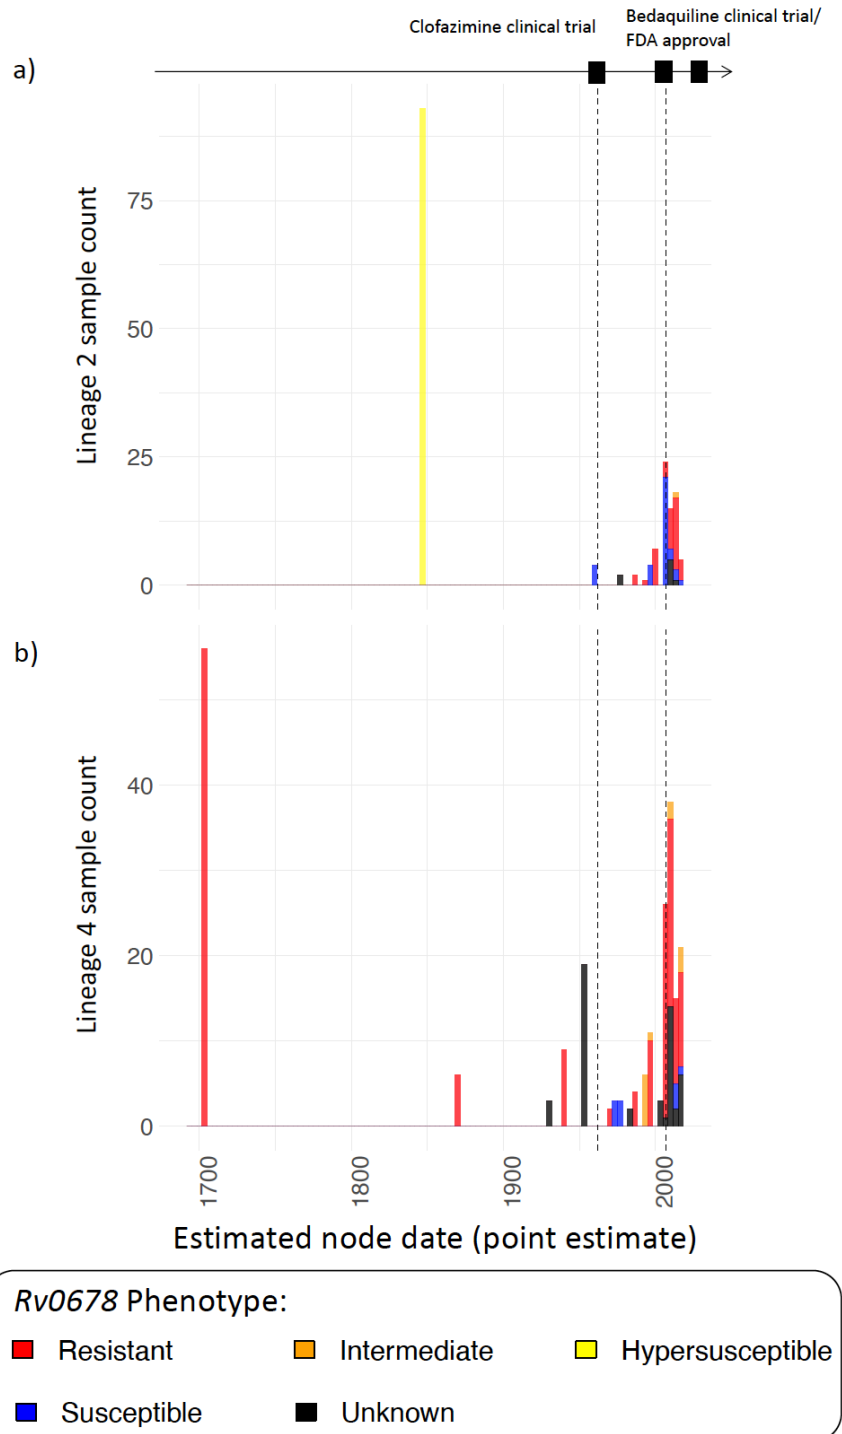 Clofazimine clinical trial
Bedaquiline clinical trial/
FDA approval
a)
Lineage 2 sample count
75
50
25
0
b)
Lineage 4 sample count
40
20
0
1700
1800
1900
2000
Estimated node date (point estimate)
Rv0678 Phenotype:
Resistant
Intermediate
Hypersusceptible
Susceptible
Unknown